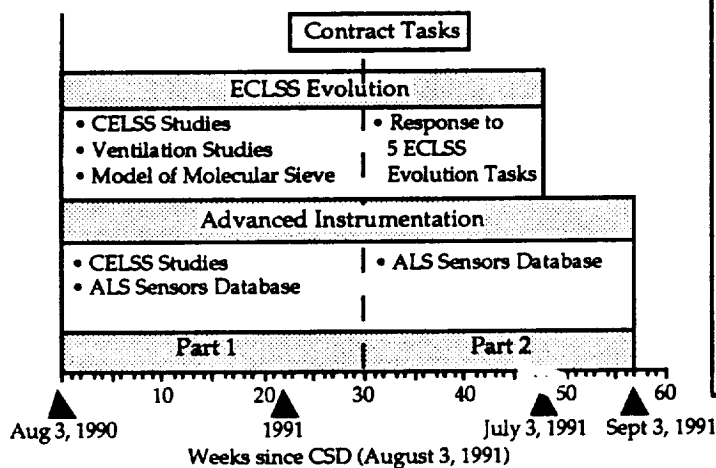 Contract Tasks
ECLSS Evolution
• CELSS Studies
• Ventilation Studies
• Model of Molecular Sieve
• Response to
5 ECLSS
Evolution Tasks
Advanced Instrumentation
• CELSS Studies
• ALS Sensors Database
• ALS Sensors Database
Part 1
Part 2
10 20 30 40 50 60
Aug 3, 1990 1991 July 3, 1991 Sept 3, 1991
Weeks since CSD (August 3, 1991)